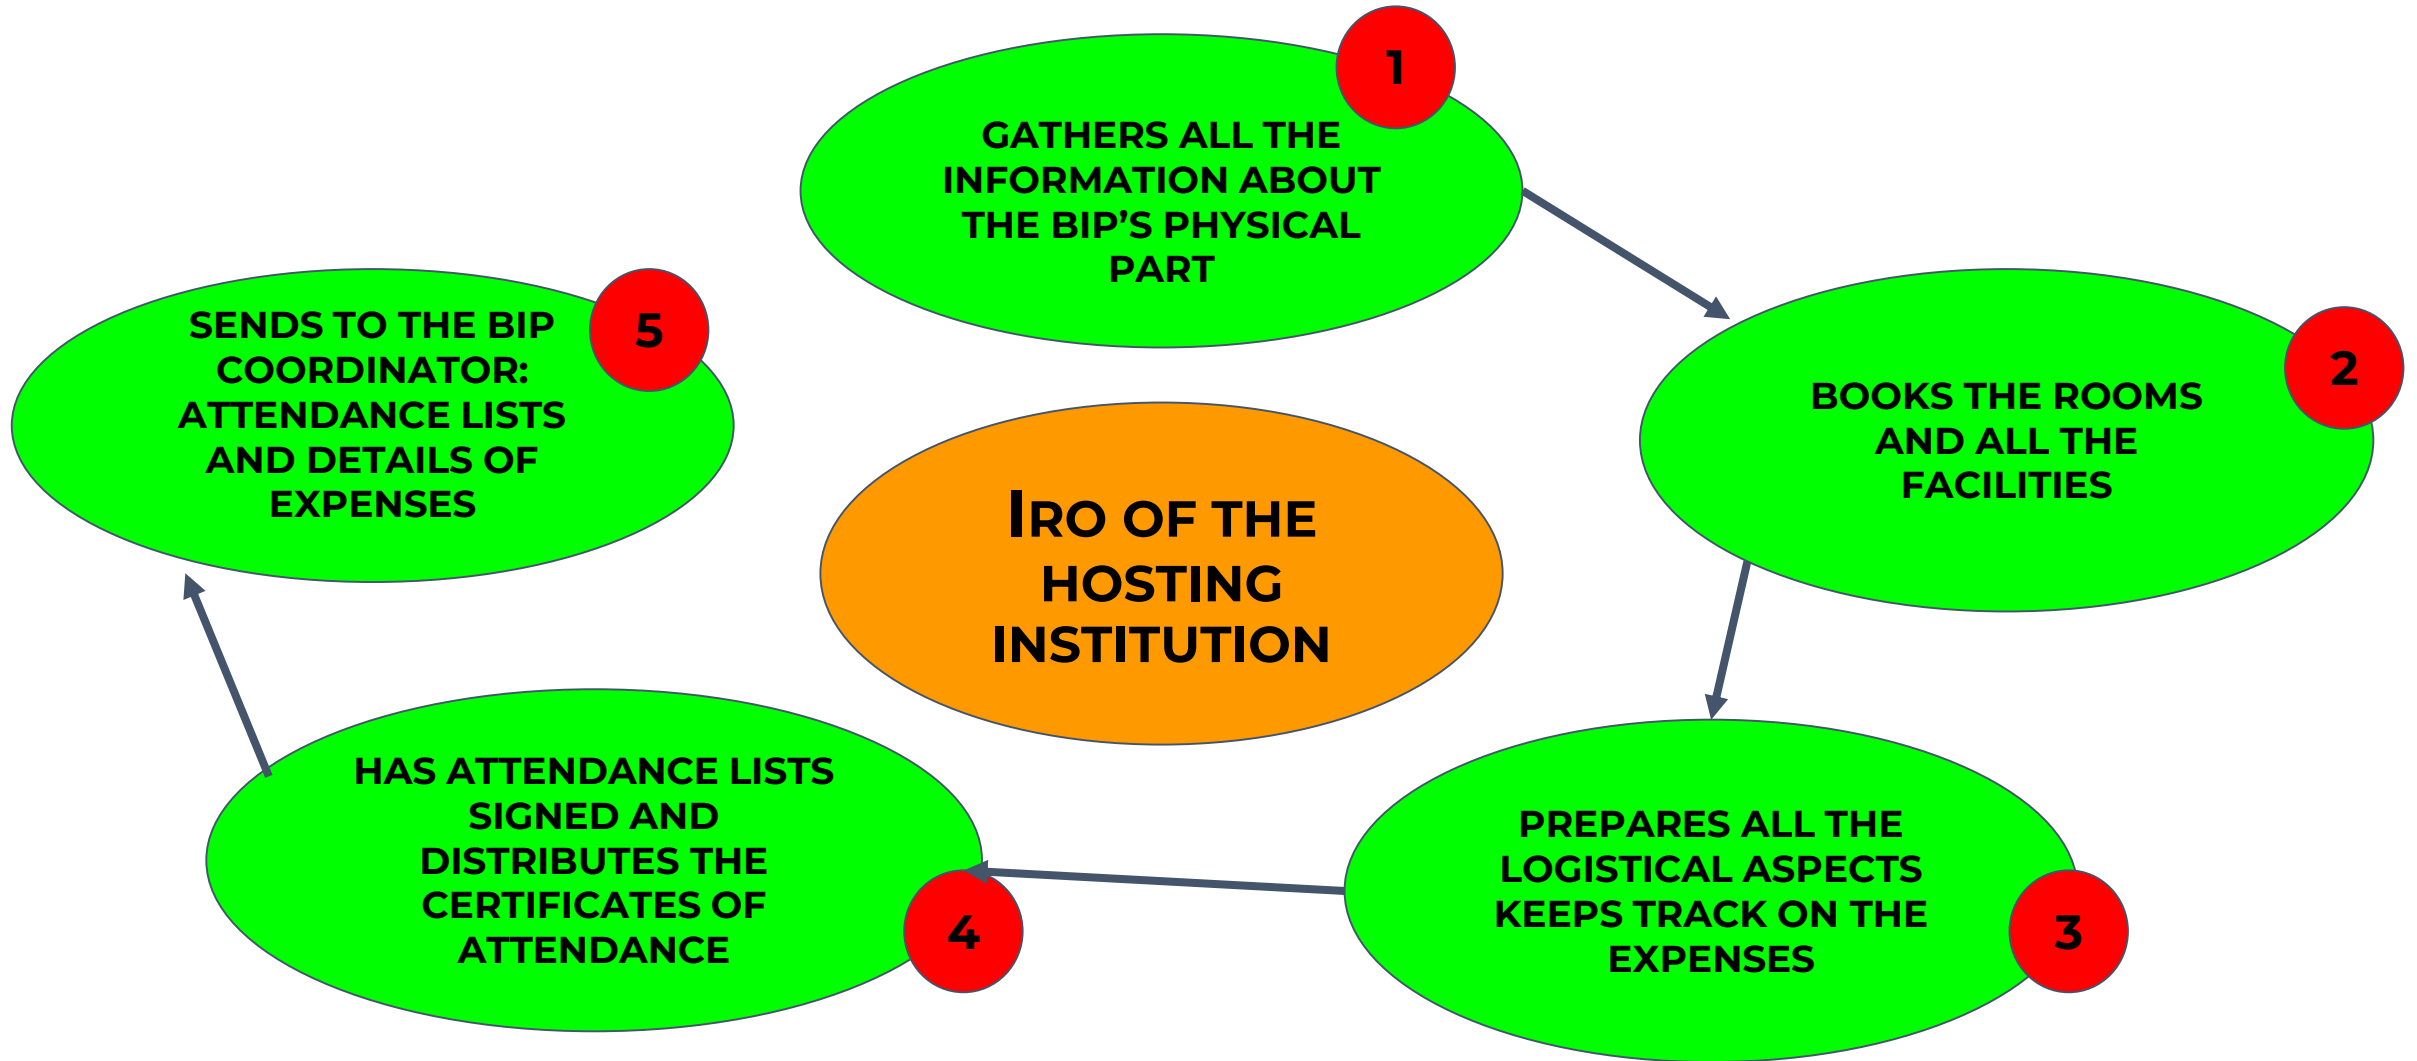 1
GATHERS ALL THE
INFORMATION ABOUT
THE BIP’S PHYSICAL
PART
2
BOOKS THE ROOMS
AND ALL THE
FACILITIES
3
PREPARES ALL THE
LOGISTICAL ASPECTS
KEEPS TRACK ON THE
EXPENSES
4
HAS ATTENDANCE LISTS
SIGNED AND
DISTRIBUTES THE
CERTIFICATES OF
ATTENDANCE
5
SENDS TO THE BIP
COORDINATOR:
ATTENDANCE LISTS
AND DETAILS OF
EXPENSES
IRO OF THE
HOSTING
INSTITUTION